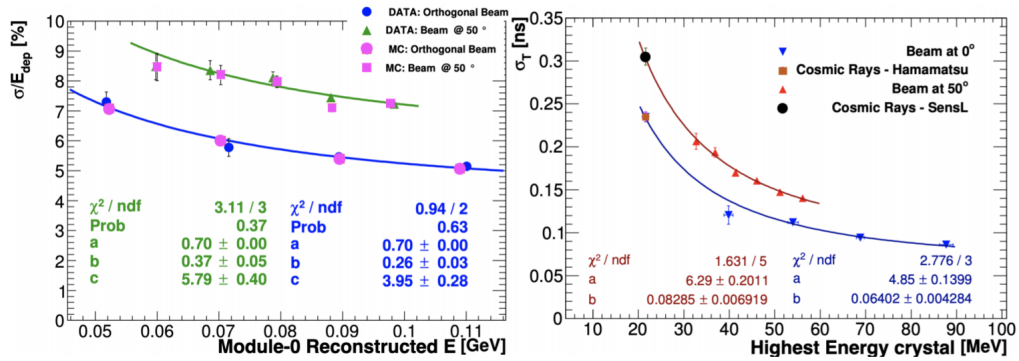 σ/Edep [%]
10
9
8
7
6
5
4
3
2
1
0
DATA: Orthogonal Beam
DATA: Beam @ 50 °
MC: Orthogonal Beam
MC: Beam @ 50 °
χ² / ndf 3.11 / 3
Prob 0.37
a 0.70 ± 0.00
b 0.37 ± 0.05
c 5.79 ± 0.40
χ² / ndf 0.94 / 2
Prob 0.63
a 0.70 ± 0.00
b 0.26 ± 0.03
c 3.95 ± 0.28
0.05 0.06 0.07 0.08 0.09 0.1 0.11
Module-0 Reconstructed E [GeV]
σT [ns]
0.35
0.3
0.25
0.2
0.15
0.1
0.05
0
Beam at 0°
Cosmic Rays - Hamamatsu
Beam at 50°
Cosmic Rays - SensL
χ² / ndf 1.631 / 5
a 6.29 ± 0.2011
b 0.08285 ± 0.006919
χ² / ndf 2.776 / 3
a 4.85 ± 0.1399
b 0.06402 ± 0.004284
10 20 30 40 50 60 70 80 90 100
Highest Energy crystal [MeV]